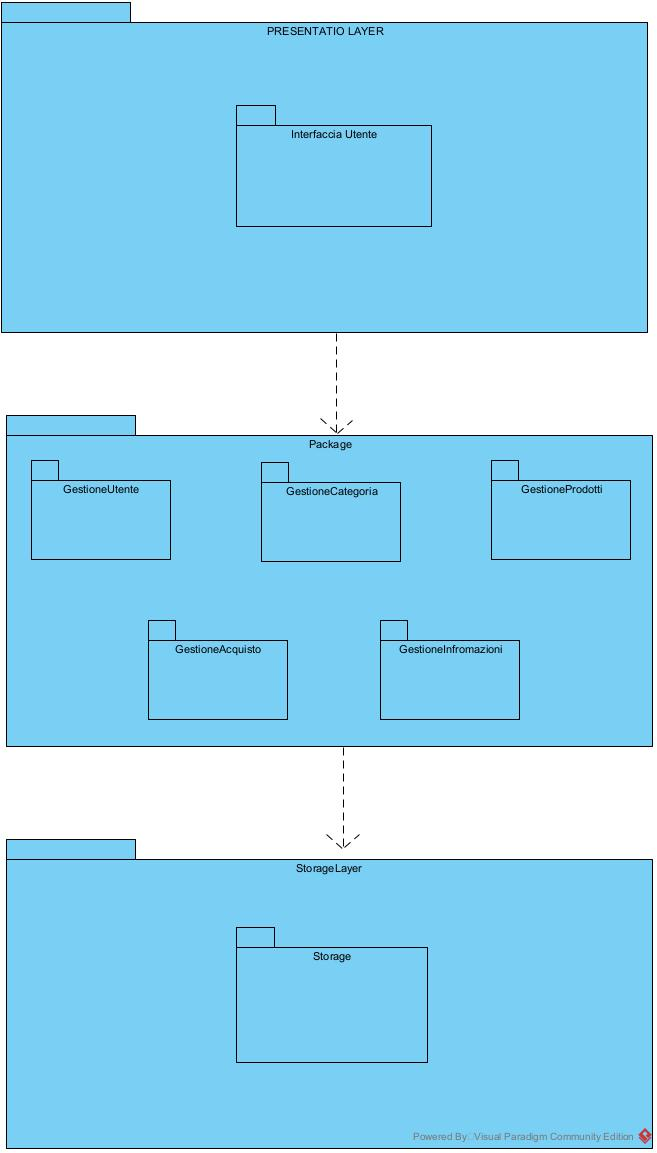 PRESENTATIO LAYER
Interfaccia Utente
Package
GestioneUtente
GestioneCategoria
GestioneProdotti
GestioneAcquisto
GestioneInfromazioni
StorageLayer
Storage
Powered By Visual Paradigm Community Edition